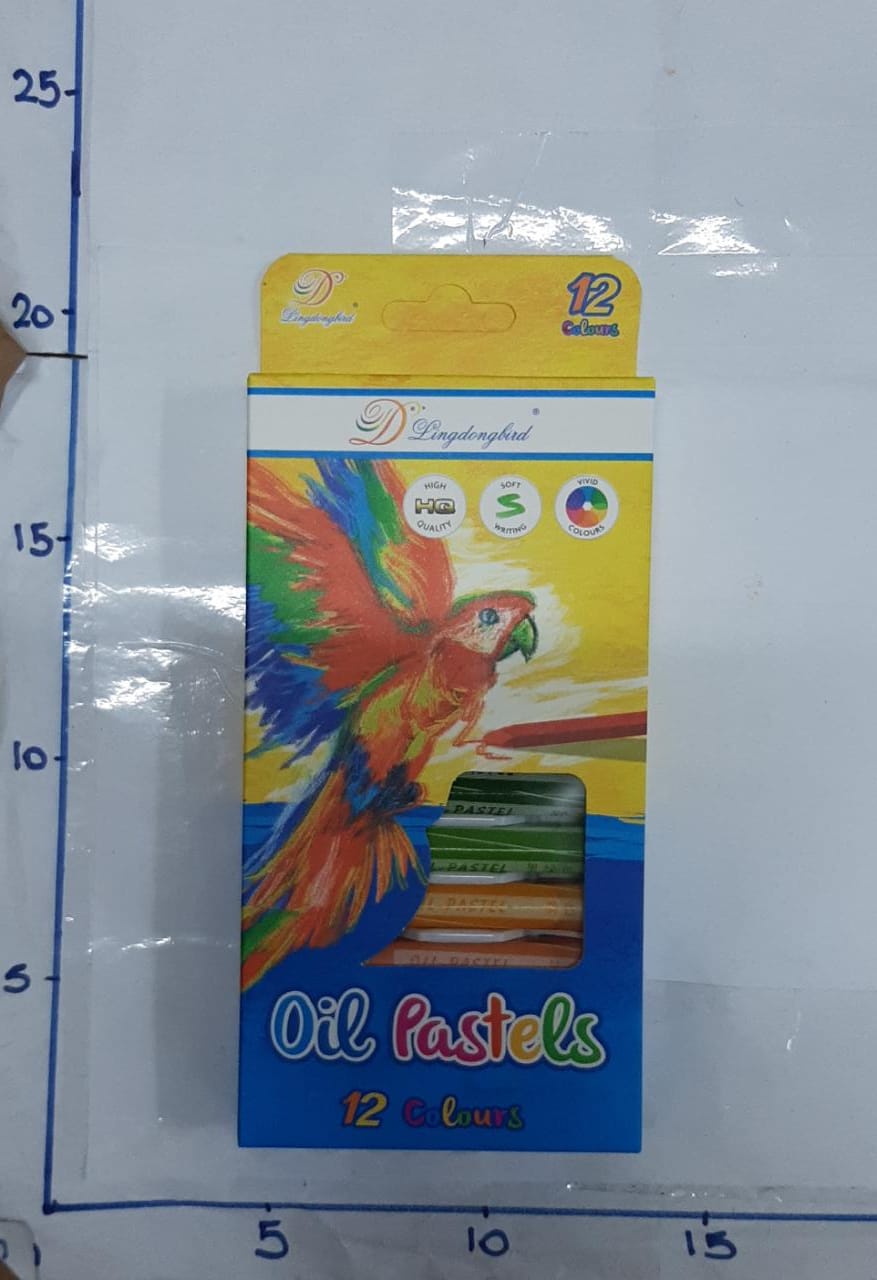 25
20
15
10
5
5
10
15
D
Lingdongbird®
12
Colours
D Lingdongbird®
HIGH
HQ
QUALITY
SOFT
S
WRITING
VIVID
COLOURS
PASTEL
L PASTEL
L PASTEL
OIL PASTEL
Oil Pastels
12 Colours